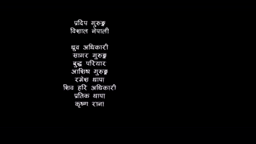 प्रदिप गुरुङ्ग
विशाल नेपाली
ध्रुव अधिकारी
सागर गुरुङ्ग
बुद्ध परियार
आशिष गुरुङ्ग
रमेश थापा
शिव हरि अधिकारी
प्रतिक थापा
कृष्ण राना